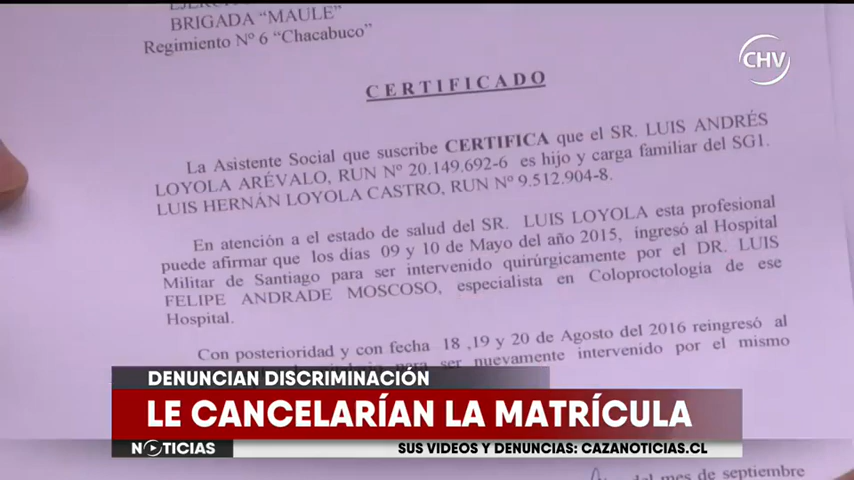 BRIGADA "MAULE"
Regimiento Nº 6 "Chacabuco"
CHV
CERTIFICADO
La Asistente Social que suscribe CERTIFICA que el SR. LUIS ANDRÉS
LOYOLA ARÉVALO, RUN Nº 20.149.692-6 es hijo y carga familiar del SG1.
LUIS HERNÁN LOYOLA CASTRO, RUN Nº 9.512.904-8.
En atención a el estado de salud del SR. LUIS LOYOLA esta profesional
puede afirmar que los días 09 y 10 de Mayo del año 2015, ingresó al Hospital
Militar de Santiago para ser intervenido quirúrgicamente por el DR. LUIS
FELIPE ANDRADE MOSCOSO, especialista en Coloproctología de ese
Hospital.
Con posterioridad y con fecha 18 ,19 y 20 de Agosto del 2016 reingresó al
para ser nuevamente intervenido por el mismo
DENUNCIAN DISCRIMINACIÓN
LE CANCELARÍAN LA MATRÍCULA
NOTICIAS
SUS VIDEOS Y DENUNCIAS: CAZANOTICIAS.CL
del mes de septiembre